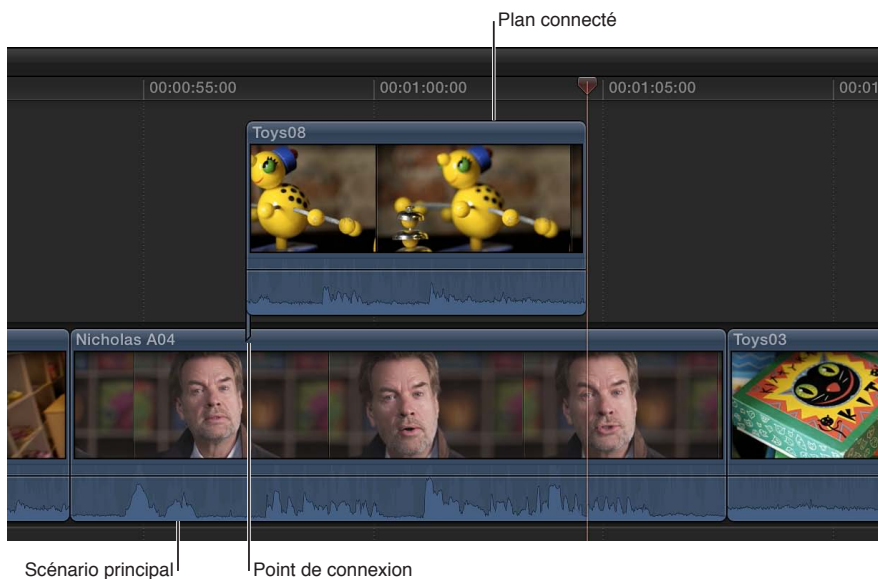 Plan connecté
00:00:55:00
00:01:00:00
00:01:05:00
00:01
Toys08
Nicholas A04
Toys03
KIT
Scénario principal
Point de connexion